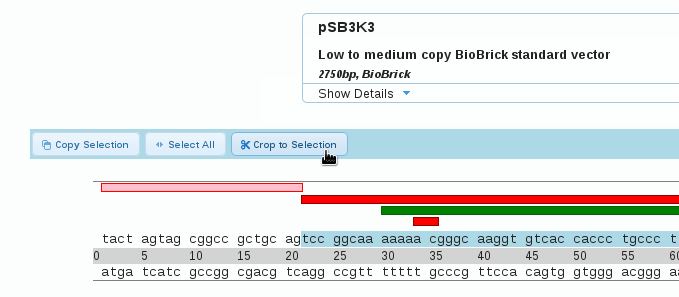 pSB3K3
Low to medium copy BioBrick standard vector
2750bp, BioBrick
Show Details
Copy Selection Select All Crop to Selection
tact agtag cggcc gctgc agtcc ggcaa aaaaa cgggc aaggt gtcac caccc tgccc t
0 5 10 15 20 25 30 35 40 45 50 55 60
atga tcatc gccgg cgacg tcagg ccgtt ttttt gcccg ttcca cagtg gtggg acggg aa